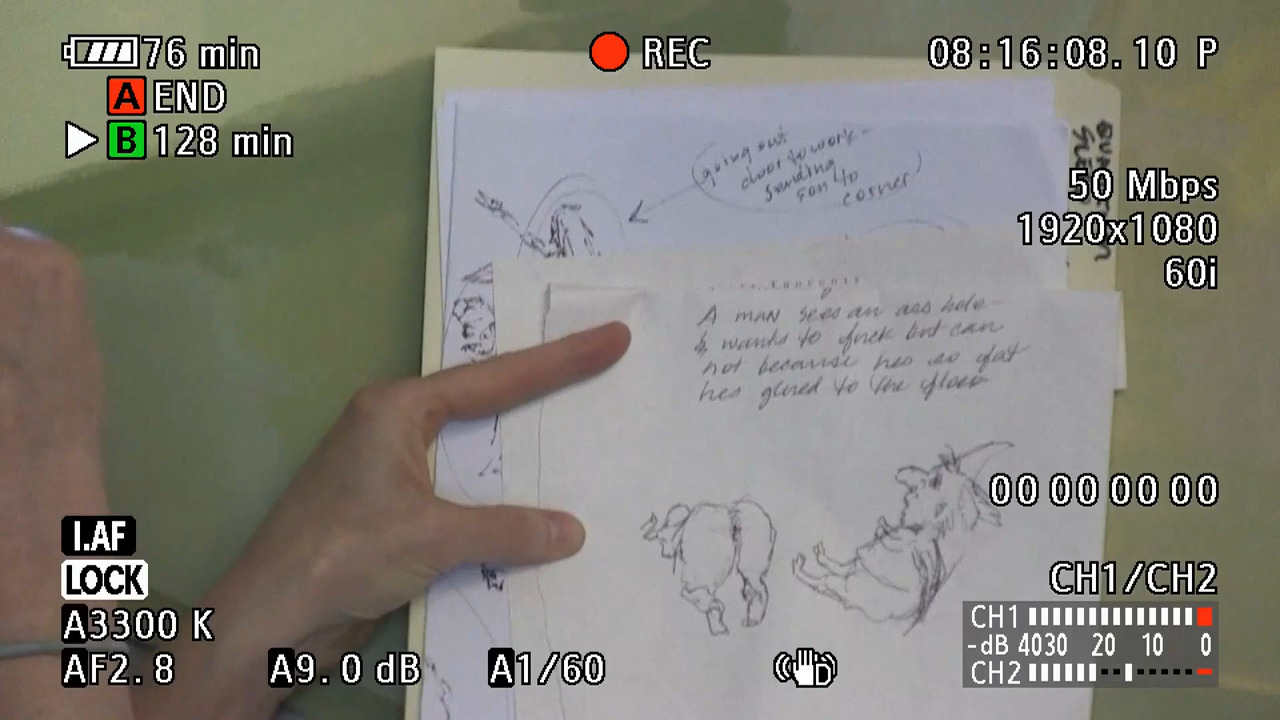 76 min
REC
08:16:08.10 P
A END
B 128 min
50 Mbps
1920x1080
60i
going out
door to work -
sending
son to
corner
A man sees an ass hole
& wants to fuck but can
not because hes so fat
hes glued to the floor
00 00 00 00
I.AF
LOCK
CH1/CH2
CH1
-dB 40 30 20 10 0
CH2
A3300 K
AF2.8
A9.0 dB
A1/60